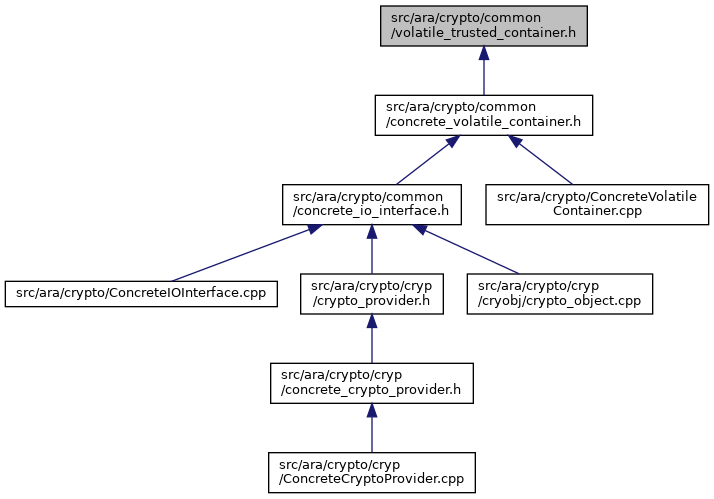 src/ara/crypto/common
/volatile_trusted_container.h
src/ara/crypto/common
/concrete_volatile_container.h
src/ara/crypto/common
/concrete_io_interface.h
src/ara/crypto/ConcreteVolatile
Container.cpp
src/ara/crypto/ConcreteIOInterface.cpp
src/ara/crypto/cryp
/crypto_provider.h
src/ara/crypto/cryp
/cryobj/crypto_object.cpp
src/ara/crypto/cryp
/concrete_crypto_provider.h
src/ara/crypto/cryp
/ConcreteCryptoProvider.cpp